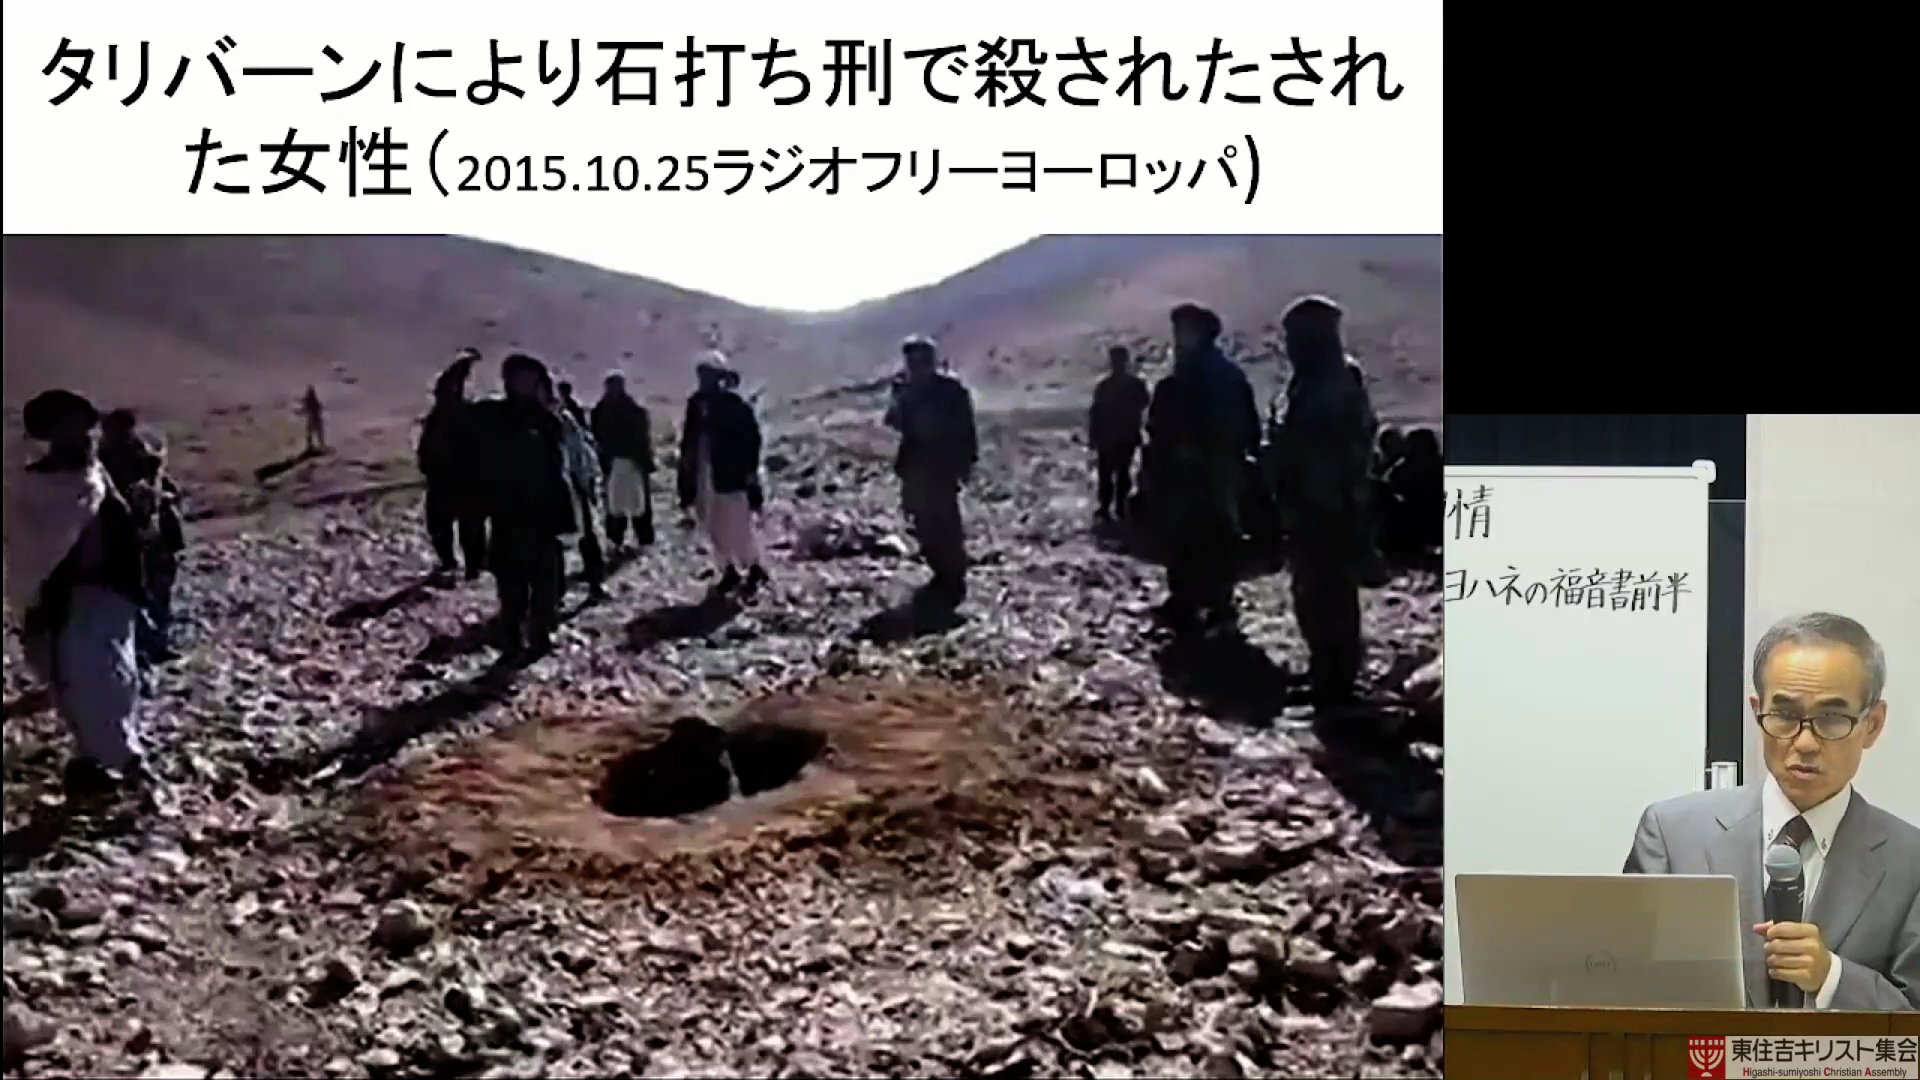 タリバーンにより石打ち刑で殺されたされ
た女性（2015.10.25ラジオフリーヨーロッパ)
情
ヨハネの福音書前半
東住吉キリスト集会
Higashi-sumiyoshi Christian Assembly